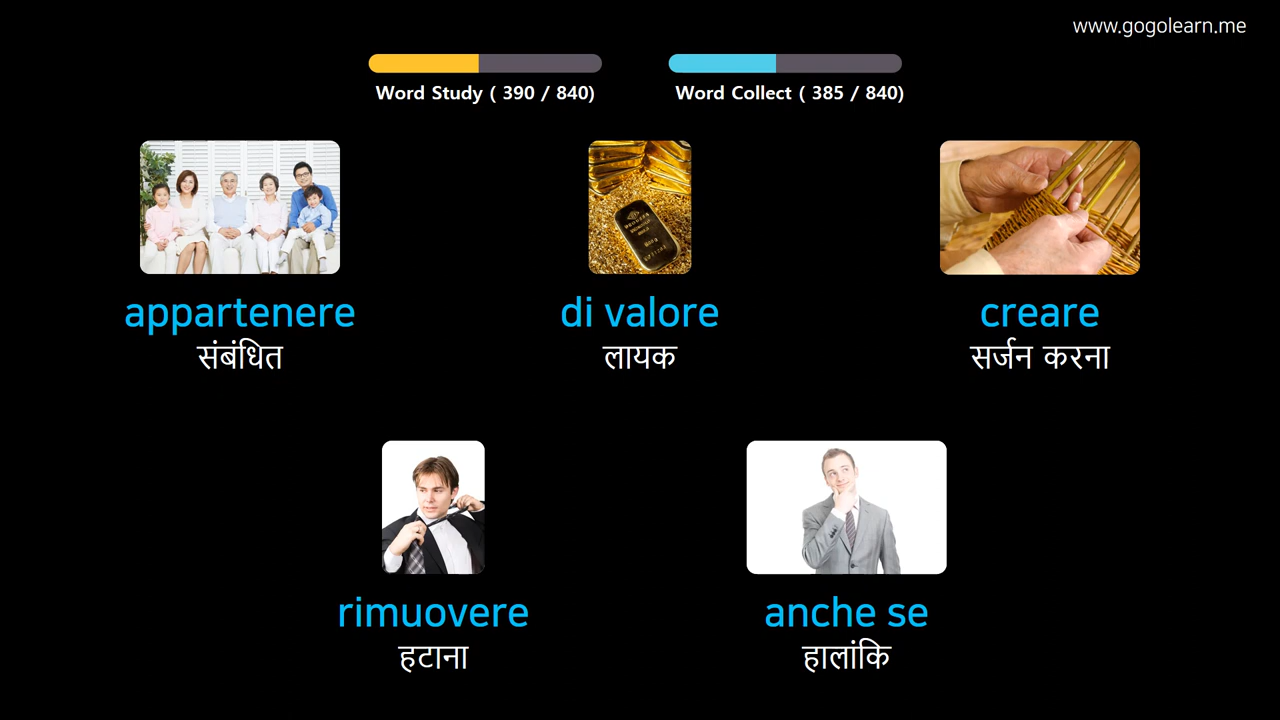 www.gogolearn.me
Word Study ( 390 / 840)
Word Collect ( 385 / 840)
appartenere
संबंधित
di valore
लायक
creare
सर्जन करना
rimuovere
हटाना
anche se
हालांकि